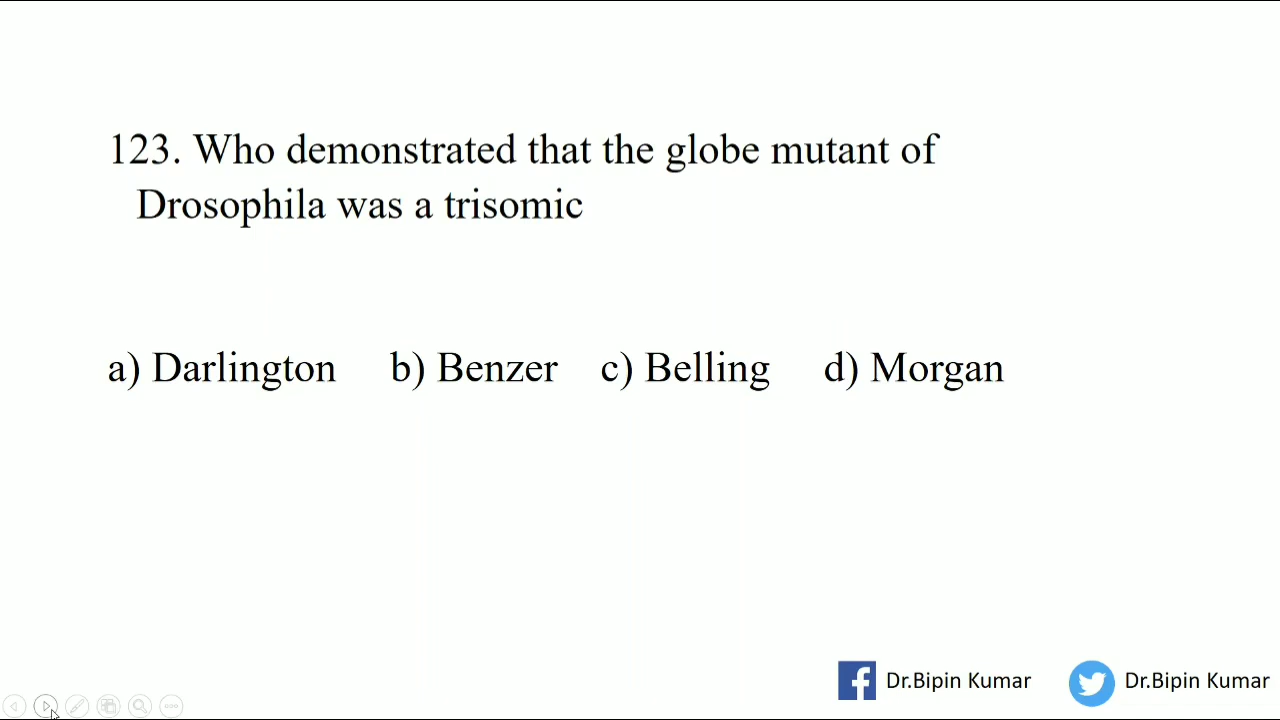 123. Who demonstrated that the globe mutant of
Drosophila was a trisomic
a) Darlington b) Benzer c) Belling d) Morgan
Dr.Bipin Kumar Dr.Bipin Kumar